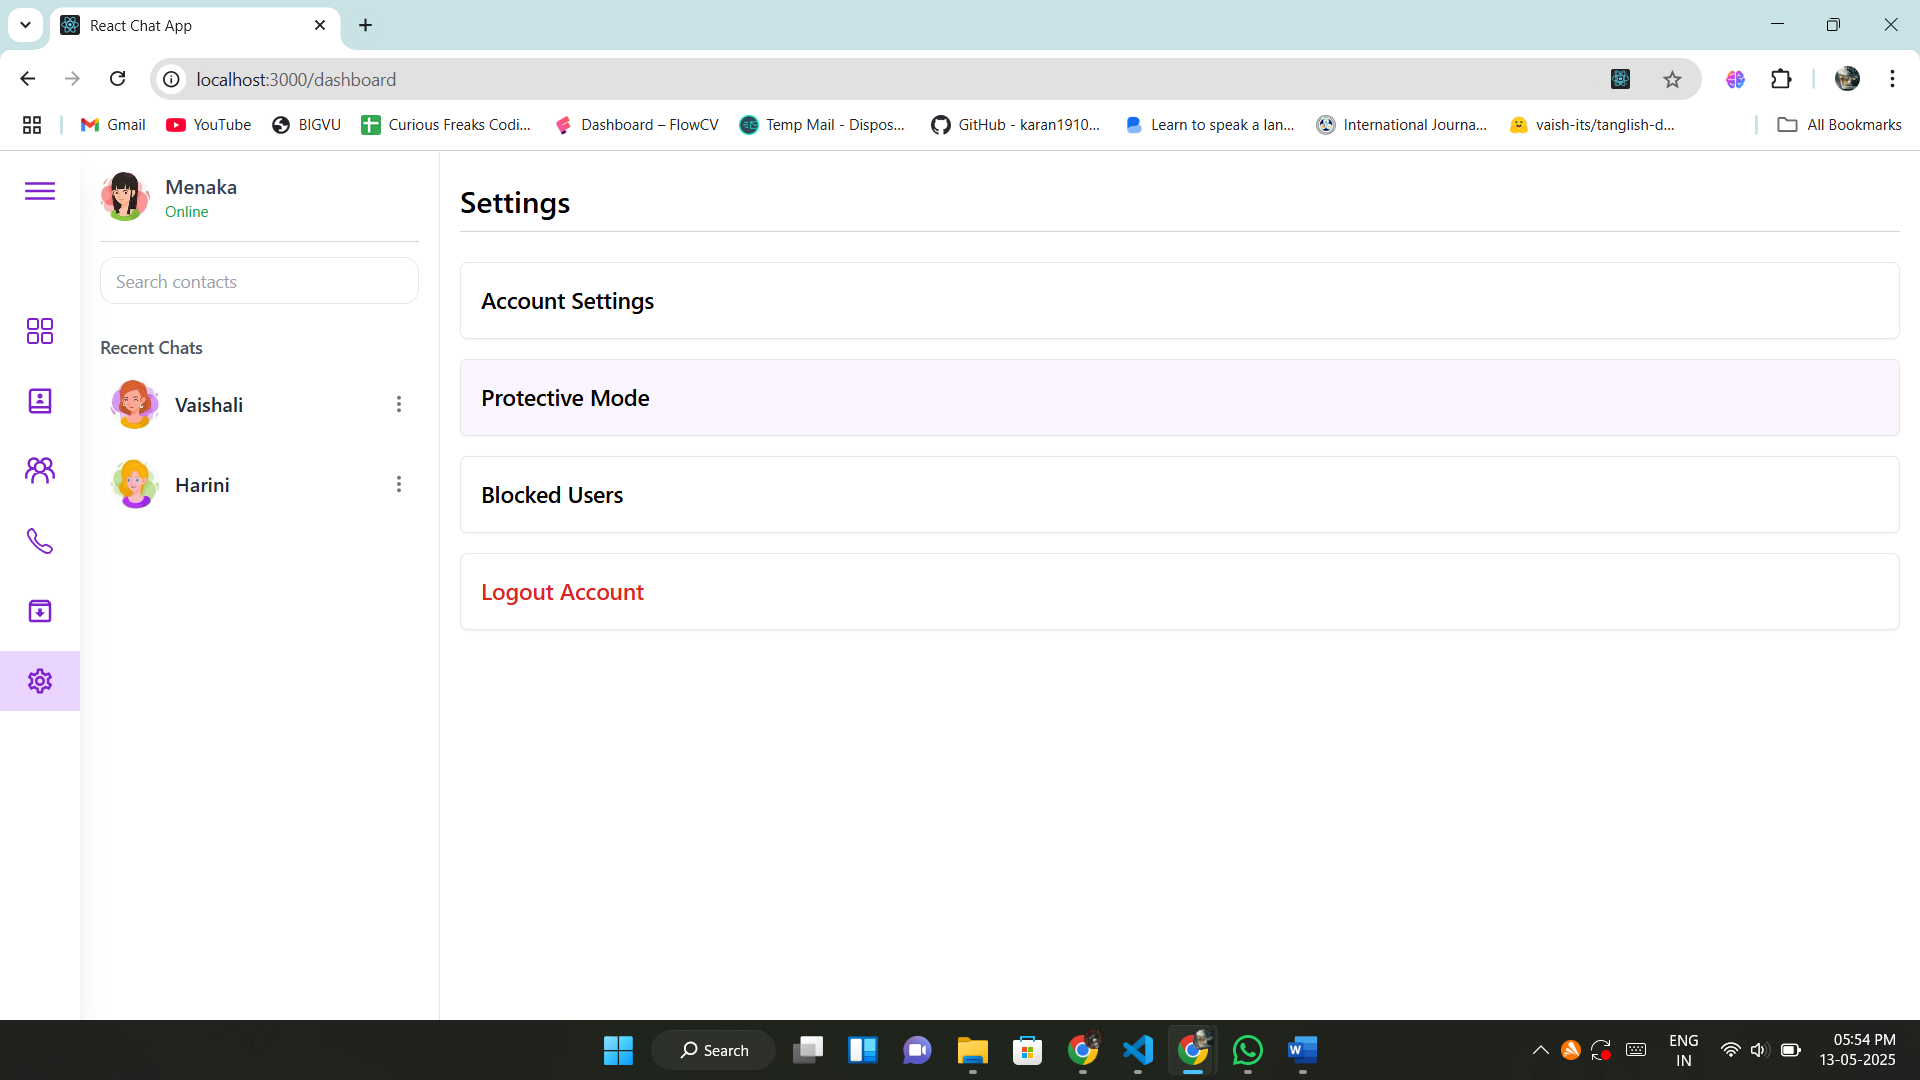 React Chat App
localhost:3000/dashboard
Gmail
YouTube
BIGVU
Curious Freaks Codi...
Dashboard – FlowCV
Temp Mail - Dispos...
GitHub - karan1910...
Learn to speak a lan...
International Journa...
vaish-its/tanglish-d...
All Bookmarks
Menaka
Online
Search contacts
Recent Chats
Vaishali
Harini
Settings
Account Settings
Protective Mode
Blocked Users
Logout Account
Search
ENG
IN
05:54 PM
13-05-2025